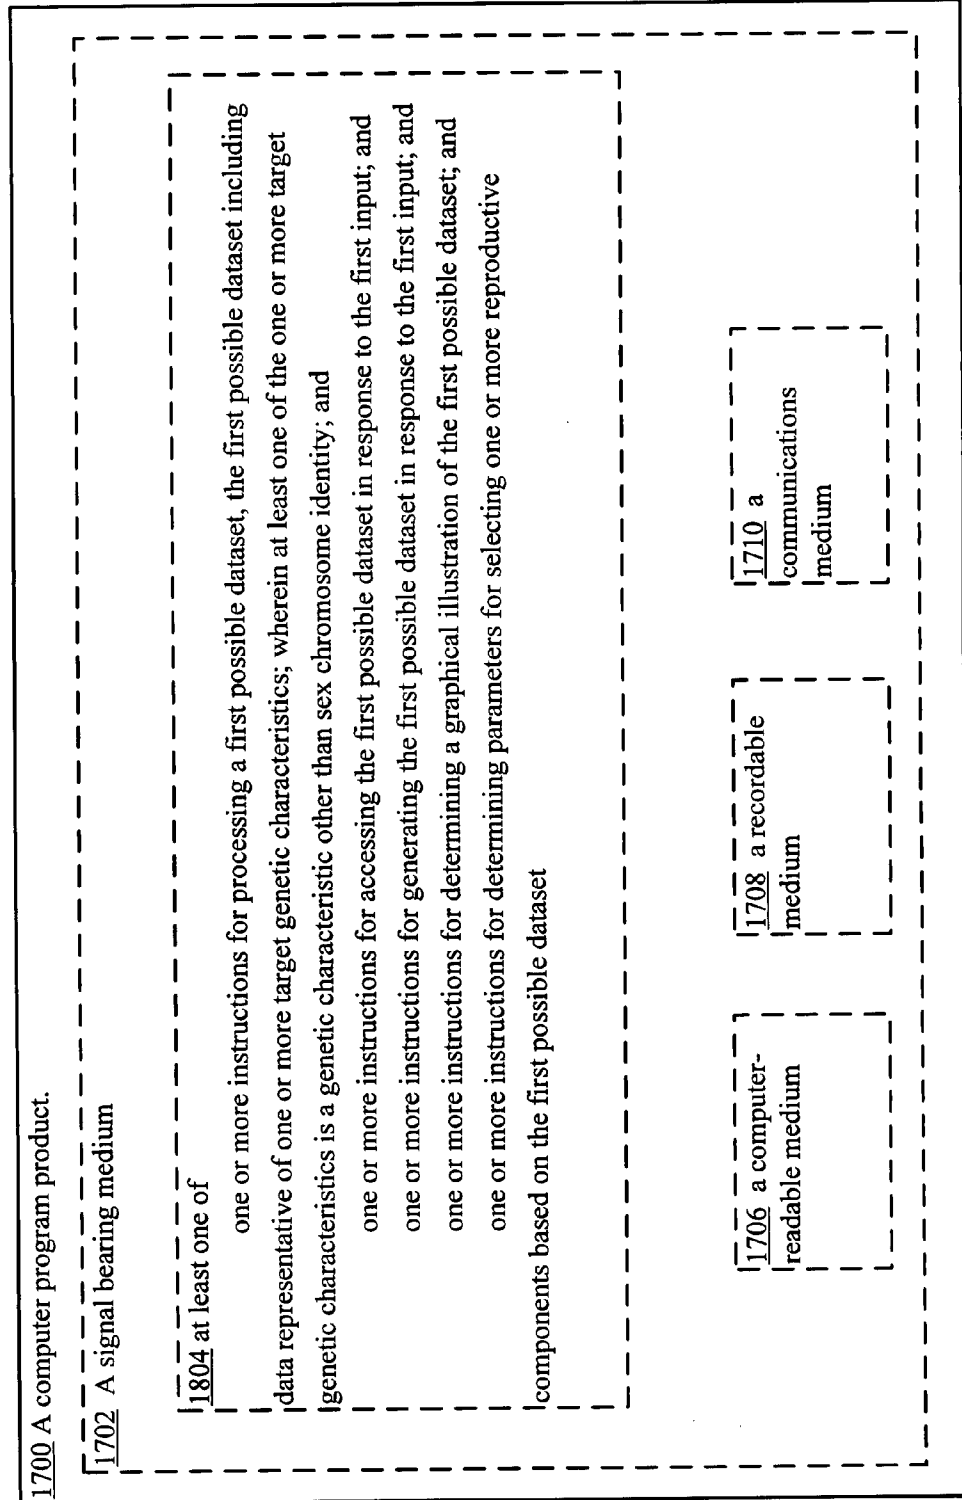 1700 A computer program product.
1702 A signal bearing medium
1804 at least of one of
one or more instructions for processing a first possible dataset, the first possible dataset including
data representative of one or more target genetic characteristics; wherein at least one of the one or more target
genetic characteristics is a genetic characteristic other than sex chromosome identity; and
one or more instructions for accessing the first possible dataset in response to the first input; and
one or more instructions for generating the first possible dataset in response to the first input; and
one or more instructions for determining a graphical illustration of the first possible dataset; and
one or more instructions for determining parameters for selecting one or more reproductive
components based on the first possible dataset
1706 a computer-
readable medium
1708 a recordable
medium
1710 a
communications
medium